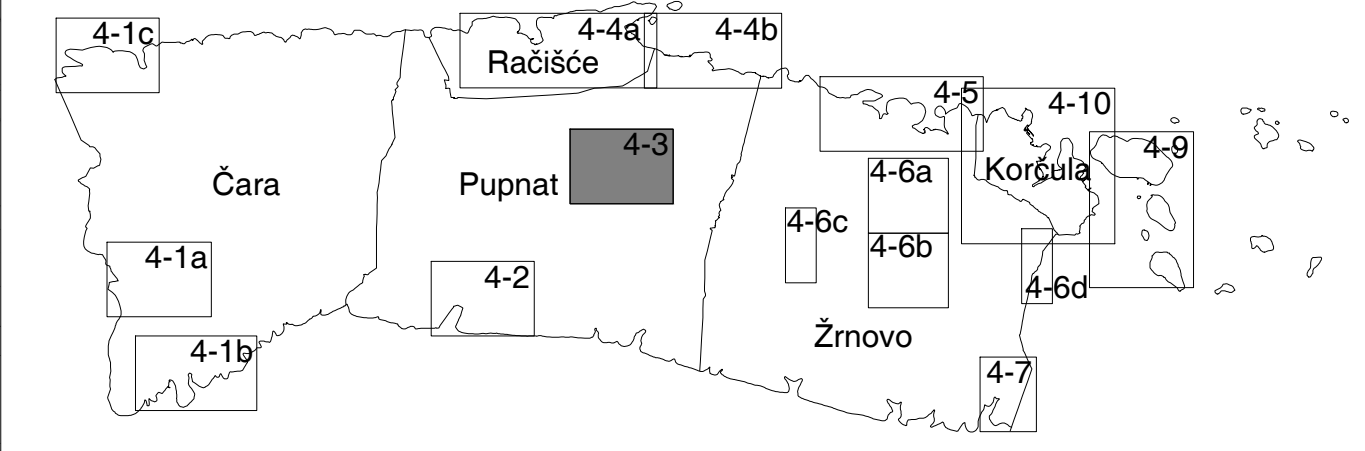 4-1c
4-4a
4-4b
Račišće
4-5
4-10
4-3
4-9
Čara
Pupnat
4-6a
Korčula
4-6c
4-6b
4-1a
4-2
4-6d
Žrnovo
4-1b
4-7